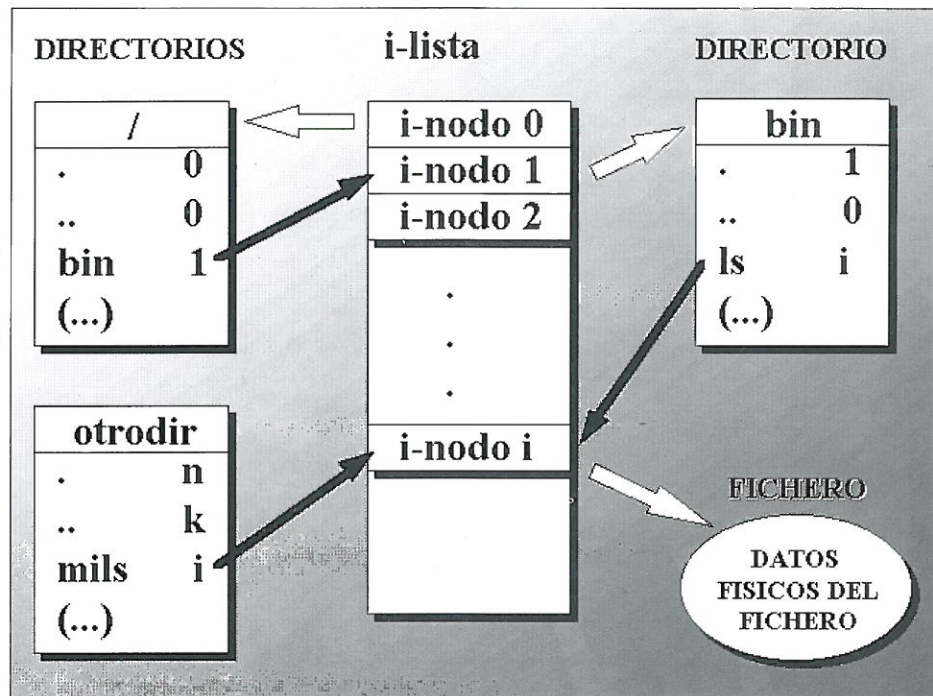 DIRECTORIOS
/
. 0
.. 0
bin 1
(...)
otrodir
. n
.. k
mils i
(...)
i-lista
i-nodo 0
i-nodo 1
i-nodo 2
.
.
.
i-nodo i
DIRECTORIO
bin
. 1
.. 0
ls i
(...)
FICHERO
DATOS
FISICOS DEL
FICHERO